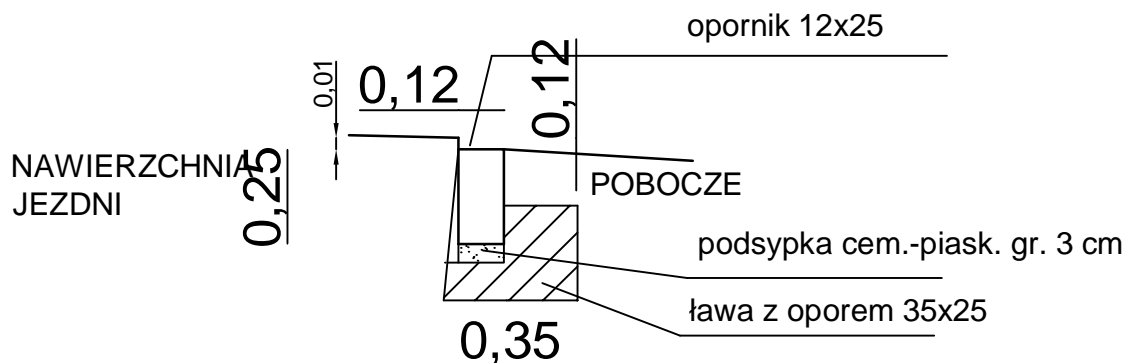 opornik 12x25
0,01
0,12
0,12
NAWIERZCHNIA
JEZDNI
0,25
POBOCZE
podsypka cem.-piask. gr. 3 cm
ława z oporem 35x25
0,35